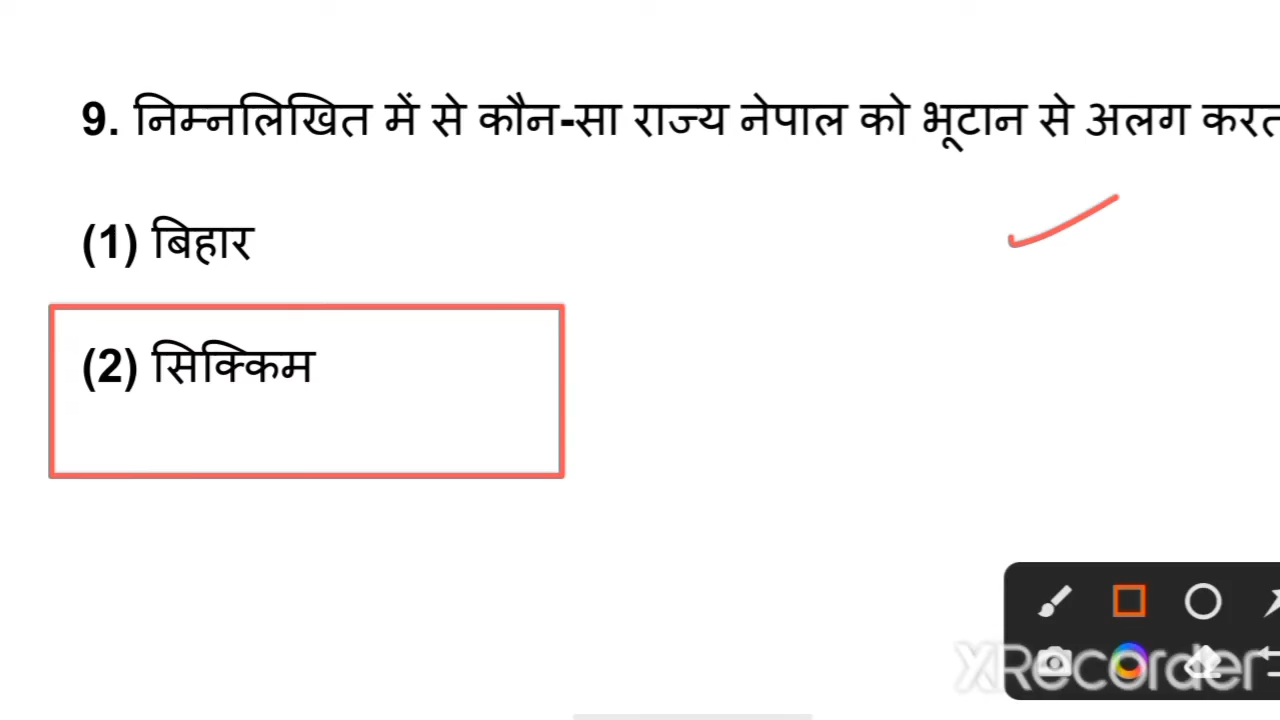 9. निम्नलिखित में से कौन-सा राज्य नेपाल को भूटान से अलग करत
(1) बिहार
(2) सिक्किम
XRecorder